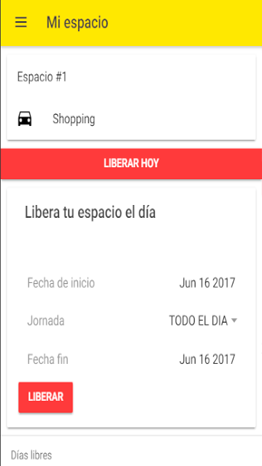 Mi espacio
Espacio #1
Shopping
LIBERAR HOY
Libera tu espacio el día
Fecha de inicio Jun 16 2017
Jornada TODO EL DIA
Fecha fin Jun 16 2017
LIBERAR
Días libres